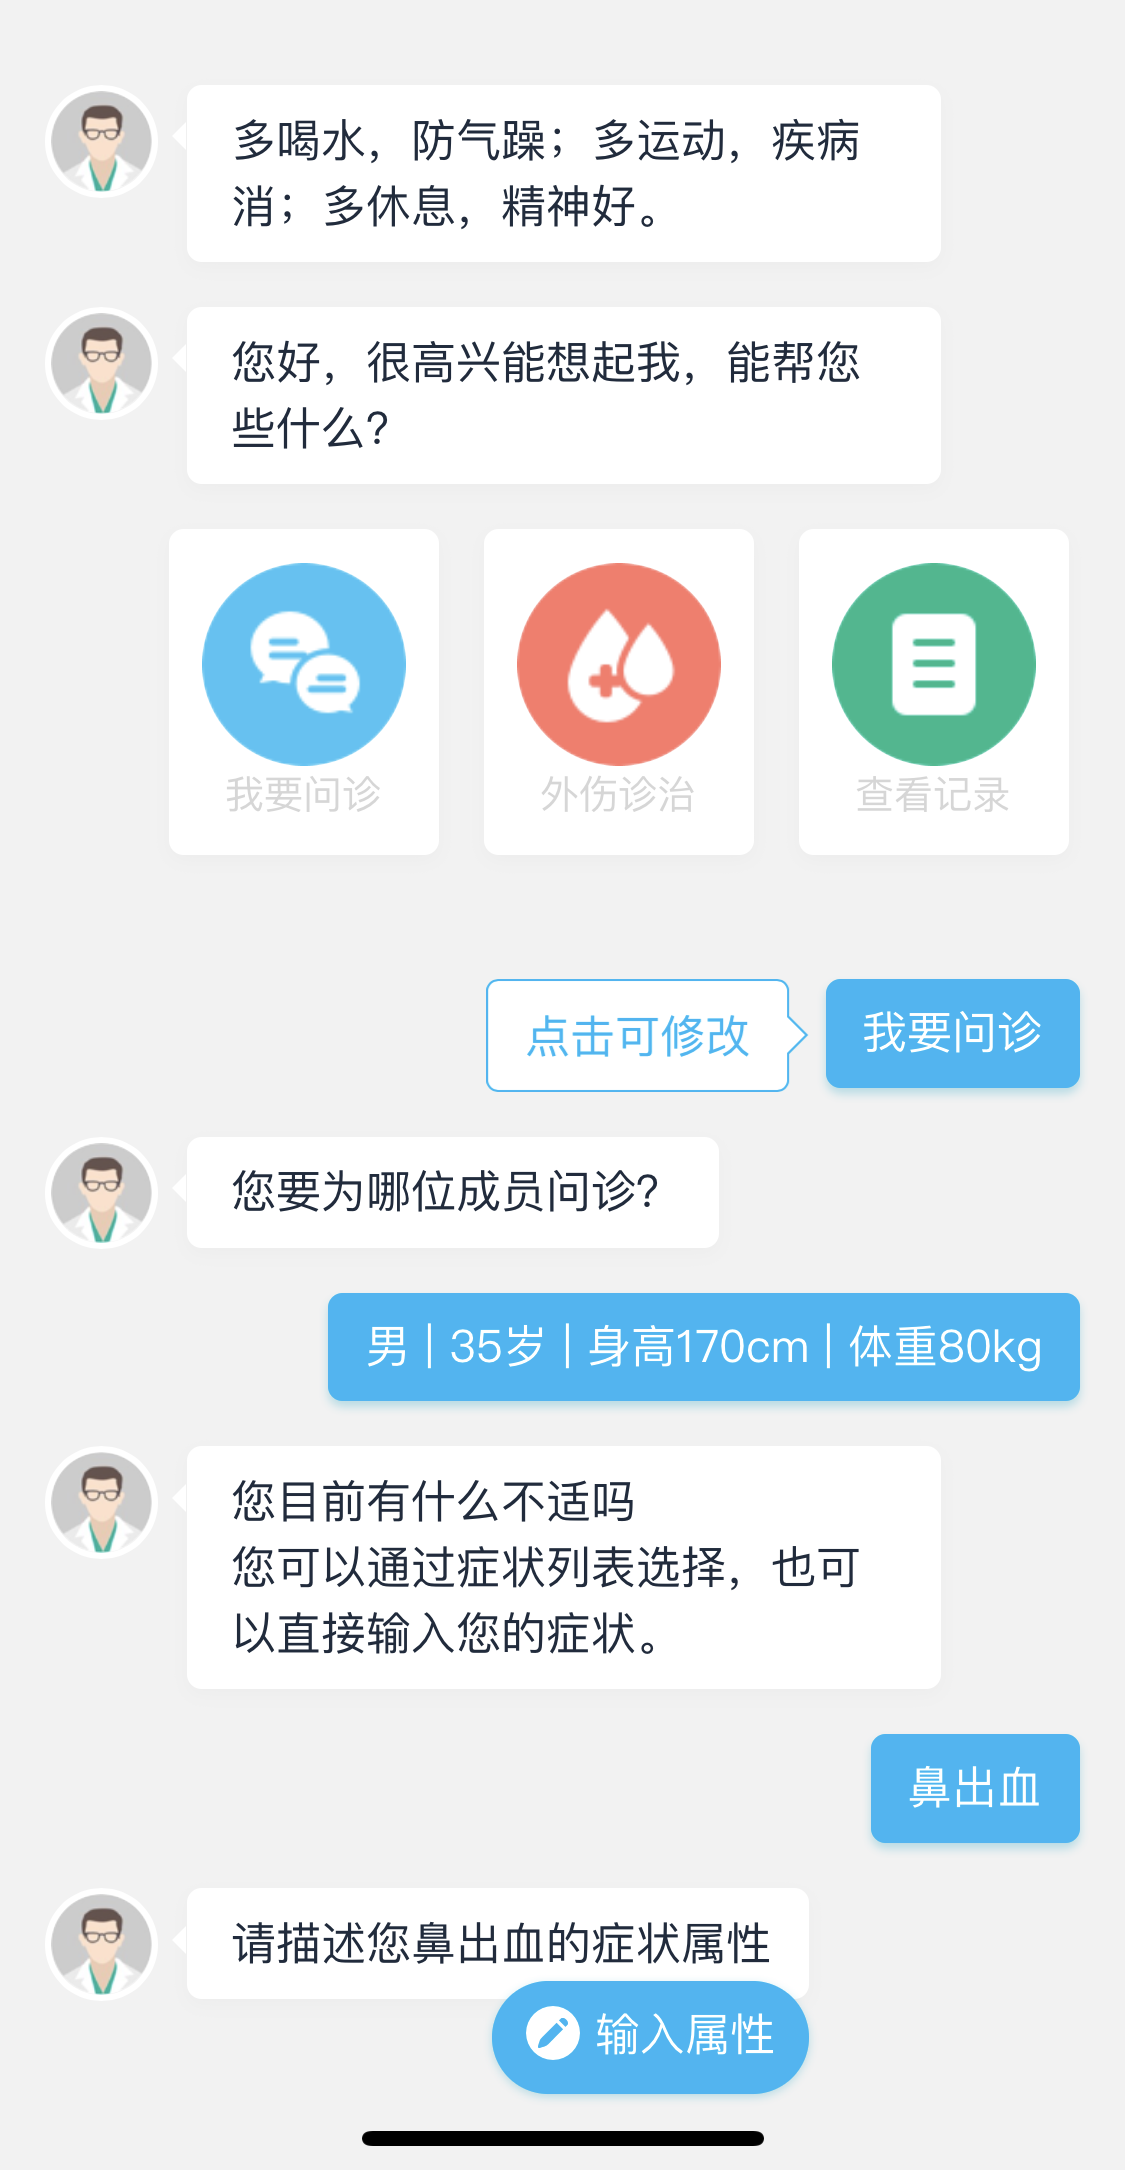 多喝水，防气躁；多运动，疾病
消；多休息，精神好。
您好，很高兴能想起我，能帮您
些什么？
我要问诊
外伤诊治
查看记录
点击可修改
我要问诊
您要为哪位成员问诊？
男 | 35岁 | 身高170cm | 体重80kg
您目前有什么不适吗
您可以通过症状列表选择，也可
以直接输入您的症状。
鼻出血
请描述您鼻出血的症状属性
输入属性